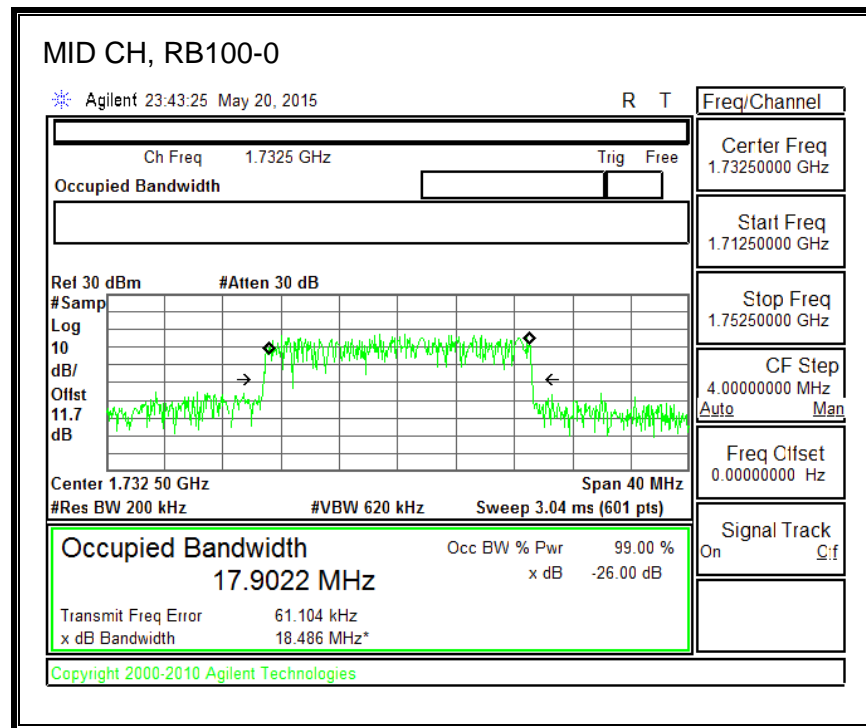 MID CH, RB100-0
Agilent 23:43:25 May 20, 2015 R T
Freq/Channel
Ch Freq 1.7325 GHz Trig Free
Occupied Bandwidth
Center Freq
1.73250000 GHz
Start Freq
1.71250000 GHz
Stop Freq
1.75250000 GHz
CF Step
4.00000000 MHz
Auto Man
Freq Offset
0.00000000 Hz
Signal Track
On Off
Ref 30 dBm #Atten 30 dB
#Samp
Log
10
dB/
Offst
11.7
dB
Center 1.732 50 GHz Span 40 MHz
#Res BW 200 kHz #VBW 620 kHz Sweep 3.04 ms (601 pts)
Occupied Bandwidth
17.9022 MHz
Occ BW % Pwr 99.00 %
x dB -26.00 dB
Transmit Freq Error 61.104 kHz
x dB Bandwidth 18.486 MHz*
Copyright 2000-2010 Agilent Technologies